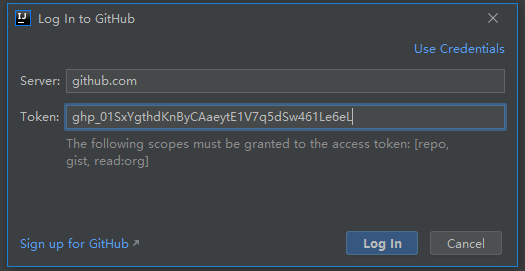 IJ
Log In to GitHub
Use Credentials
Server: github.com
Token: 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
The following scopes must be granted to the access token: [repo,
gist, read:org]
Sign up for GitHub
Log In
Cancel